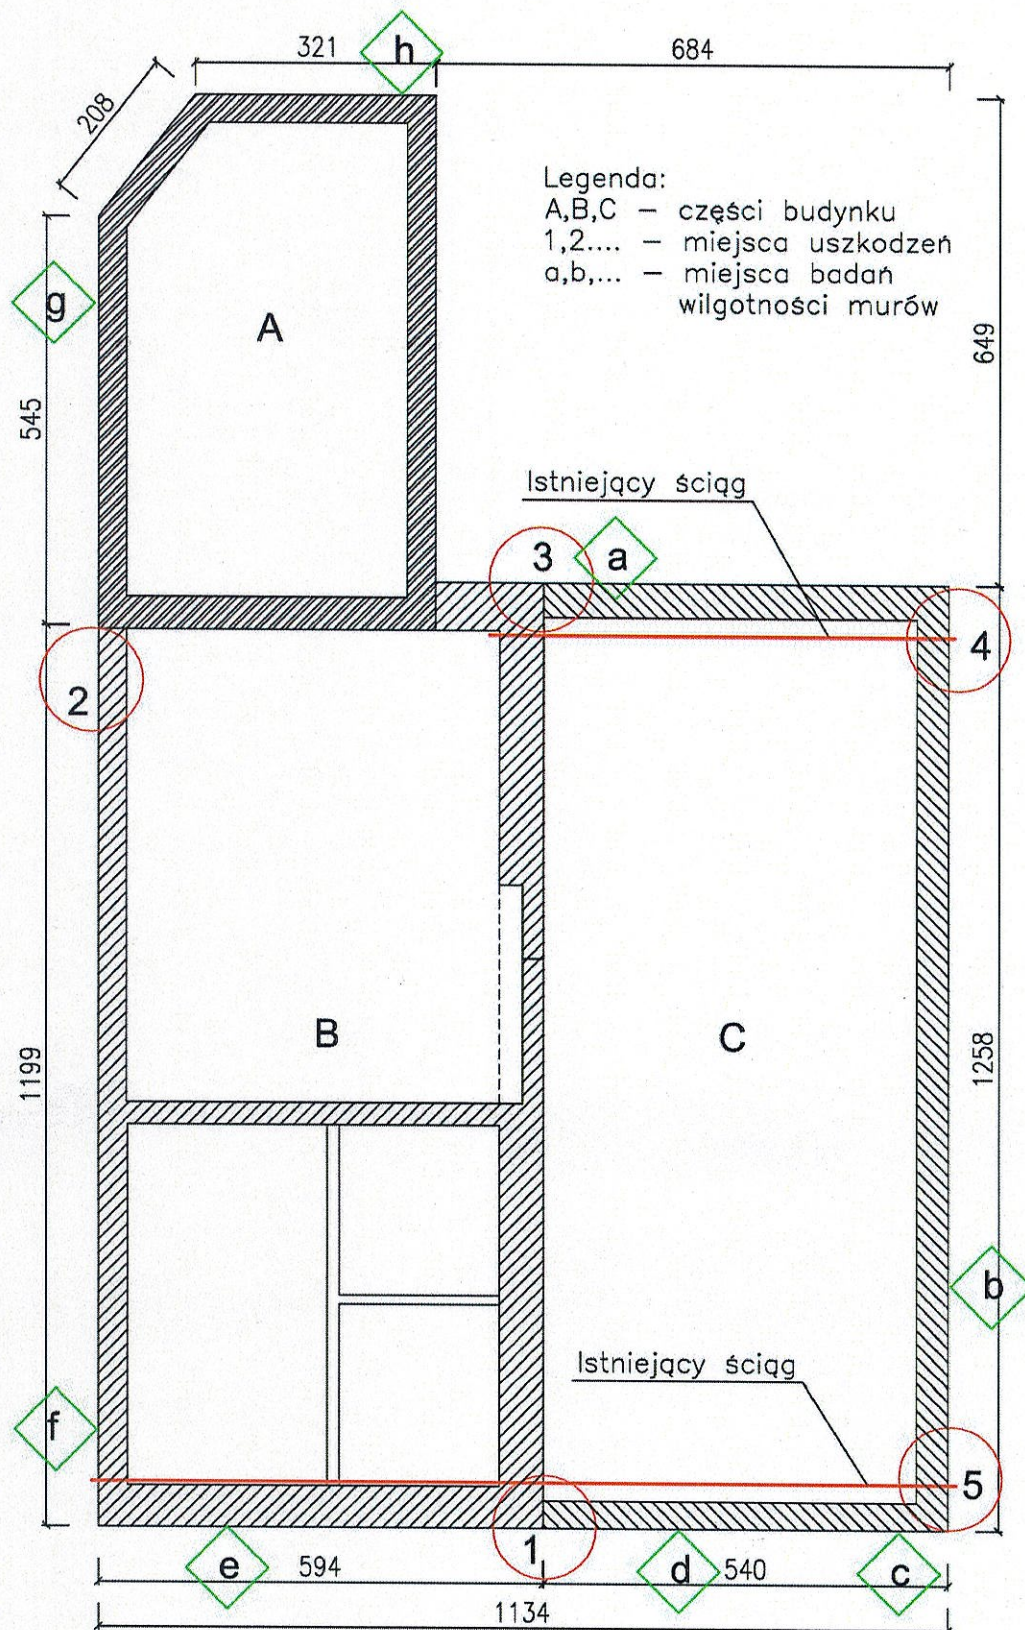 321
h
684
208
Legenda:
A,B,C – części budynku
1,2.... – miejsca uszkodzeń
a,b,... – miejsca badań
wilgotności murów
g
A
649
545
Istniejący ściąg
3
a
4
2
B
C
1199
1258
b
Istniejący ściąg
f
5
1
e
594
d
540
c
1134